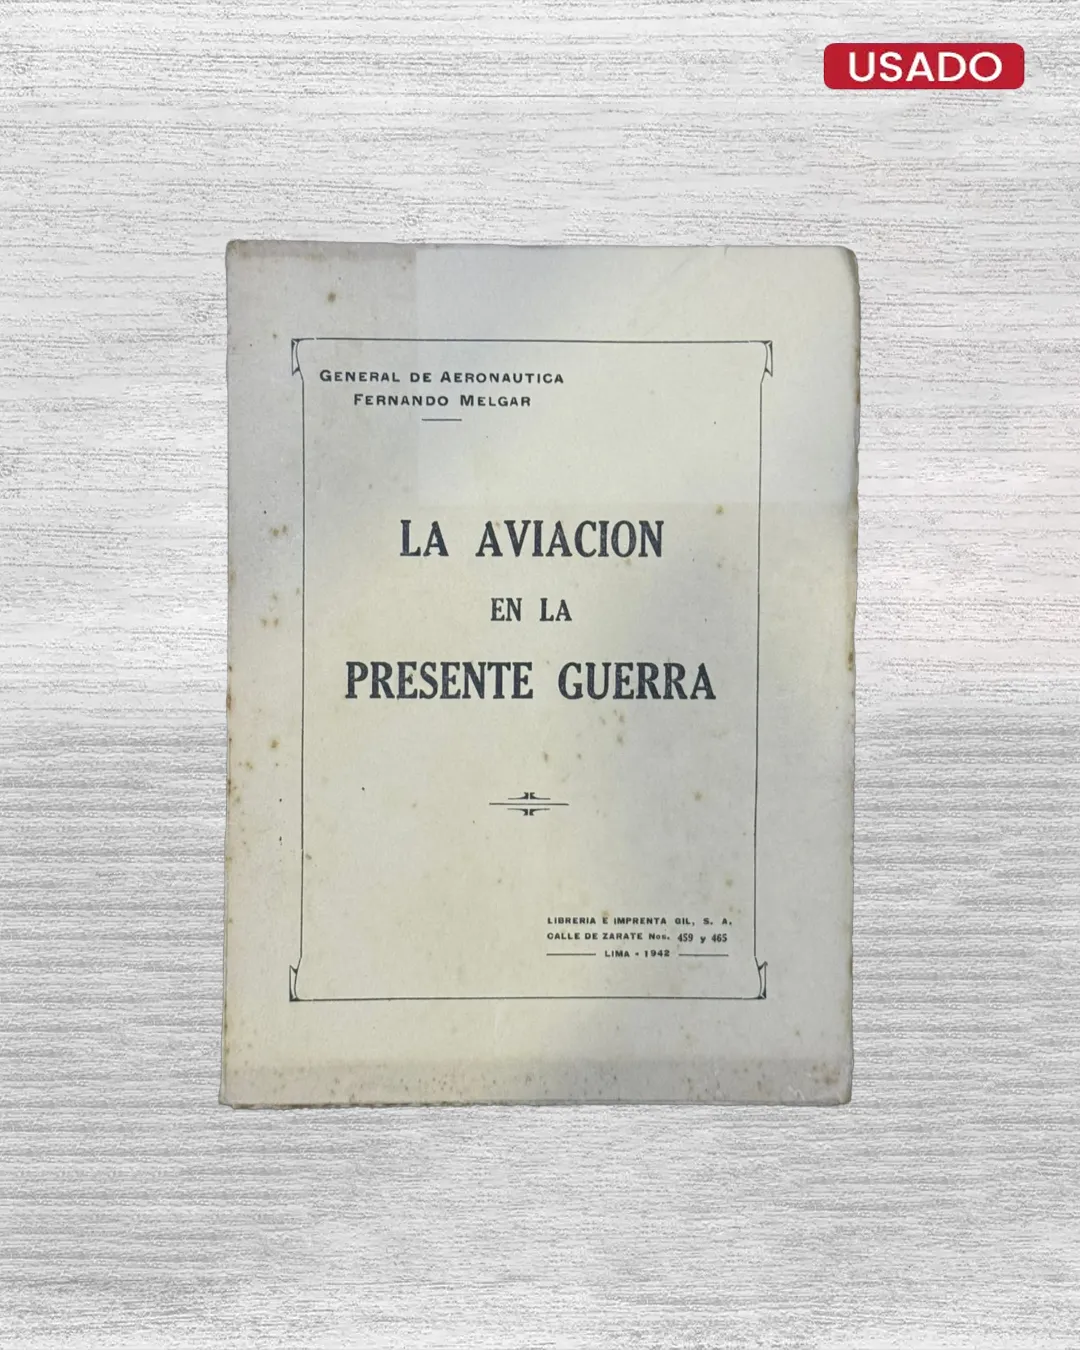 USADO
GENERAL DE AERONAUTICA
FERNANDO MELGAR
LA AVIACION
EN LA
PRESENTE GUERRA
LIBRERIA E IMPRENTA GIL, S. A.
CALLE DE ZARATE Nos. 459 y 465
LIMA - 1942